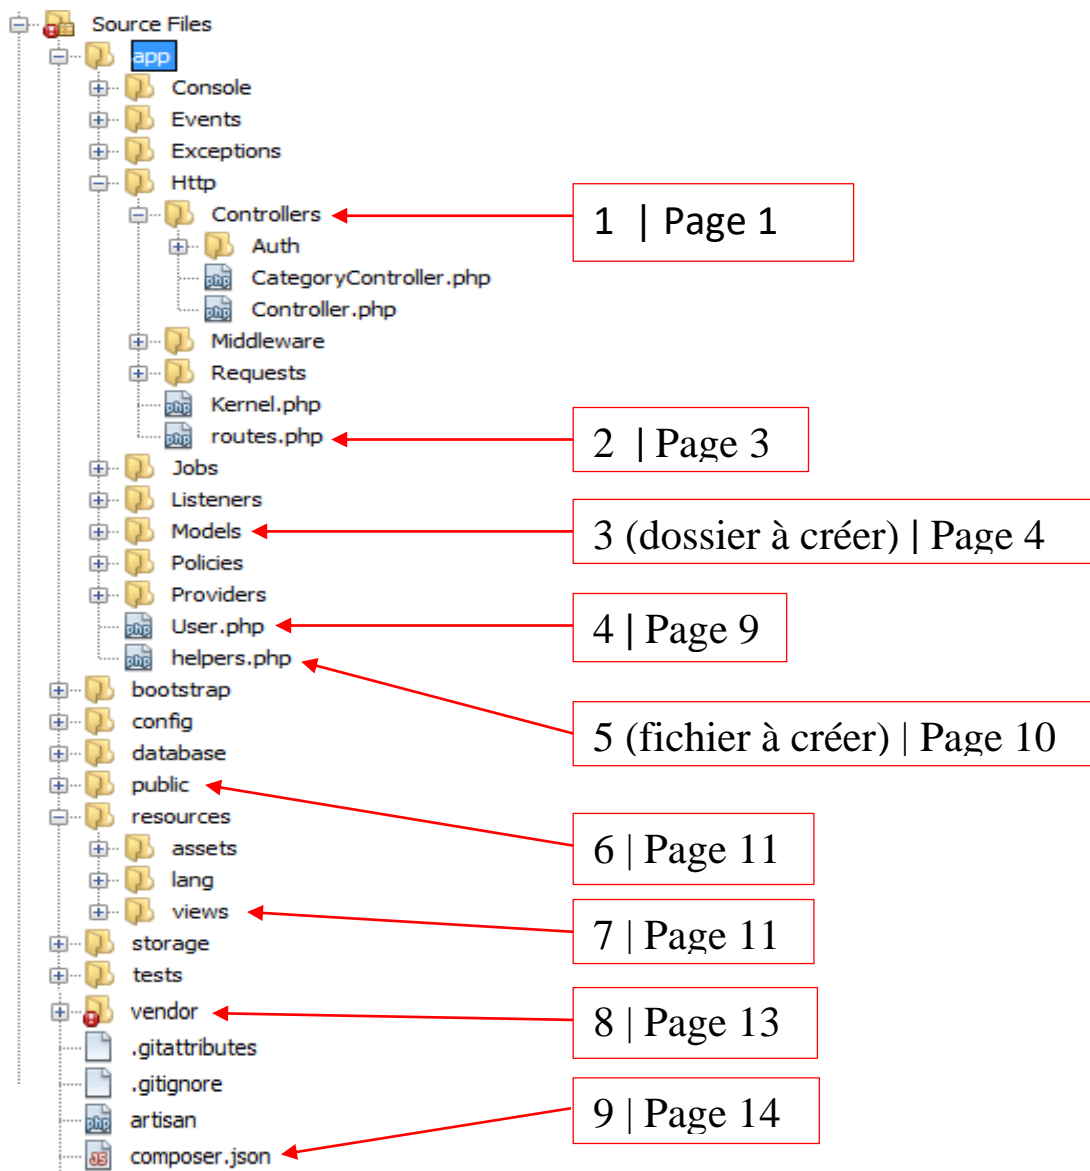 Source Files
app
Console
Events
Exceptions
Http
Controllers
1 | Page 1
Auth
CategoryController.php
Controller.php
Middleware
Requests
Kernel.php
routes.php
2 | Page 3
Jobs
Listeners
Models
3 (dossier à créer) | Page 4
Policies
Providers
User.php
4 | Page 9
helpers.php
bootstrap
config
5 (fichier à créer) | Page 10
database
public
resources
assets
6 | Page 11
lang
views
7 | Page 11
storage
tests
vendor
8 | Page 13
.gitattributes
.gitignore
artisan
9 | Page 14
composer.json